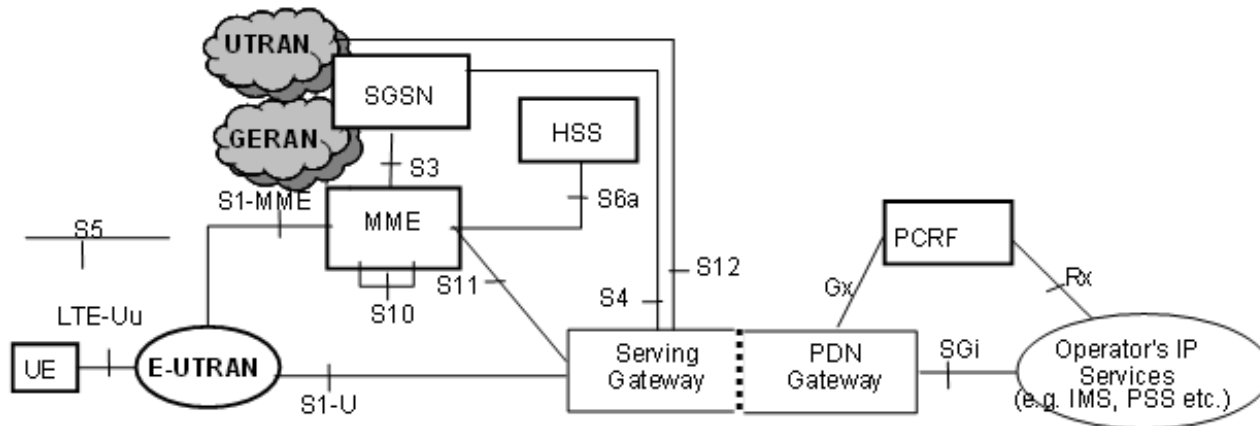 UTRAN
SGSN
GERAN
HSS
S3
S1-MME
S6a
S5
MME
PCRF
S12
S11
Gx
Rx
S10
S4
LTE-Uu
UE
E-UTRAN
Serving
Gateway
PDN
Gateway
SGi
Operator's IP
Services
(e.g. IMS, PSS etc.)
S1-U